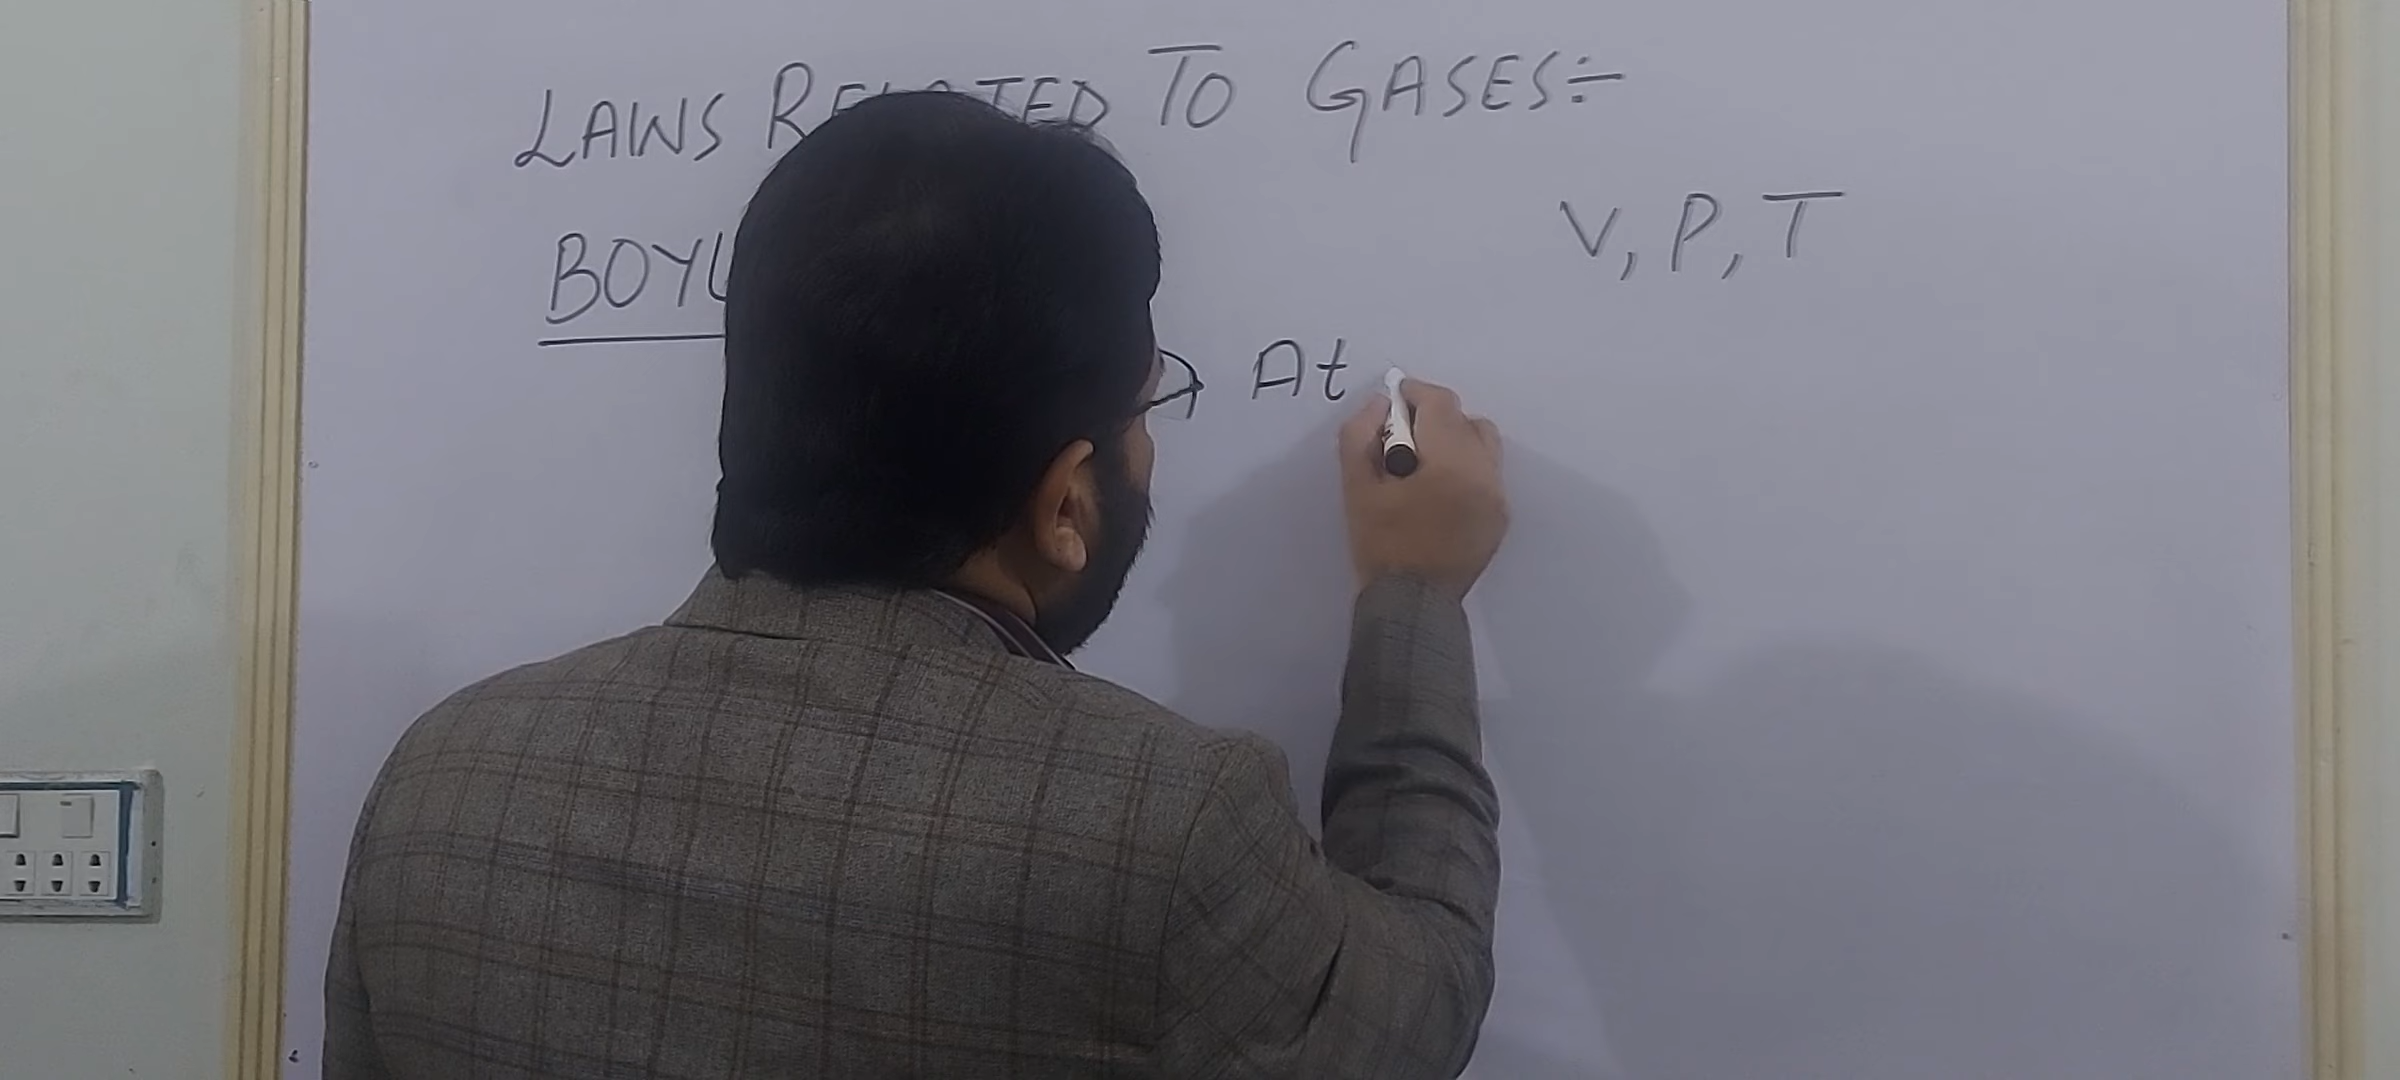 LAWS RELATED TO GASES÷
V, P, T
BOYL
At